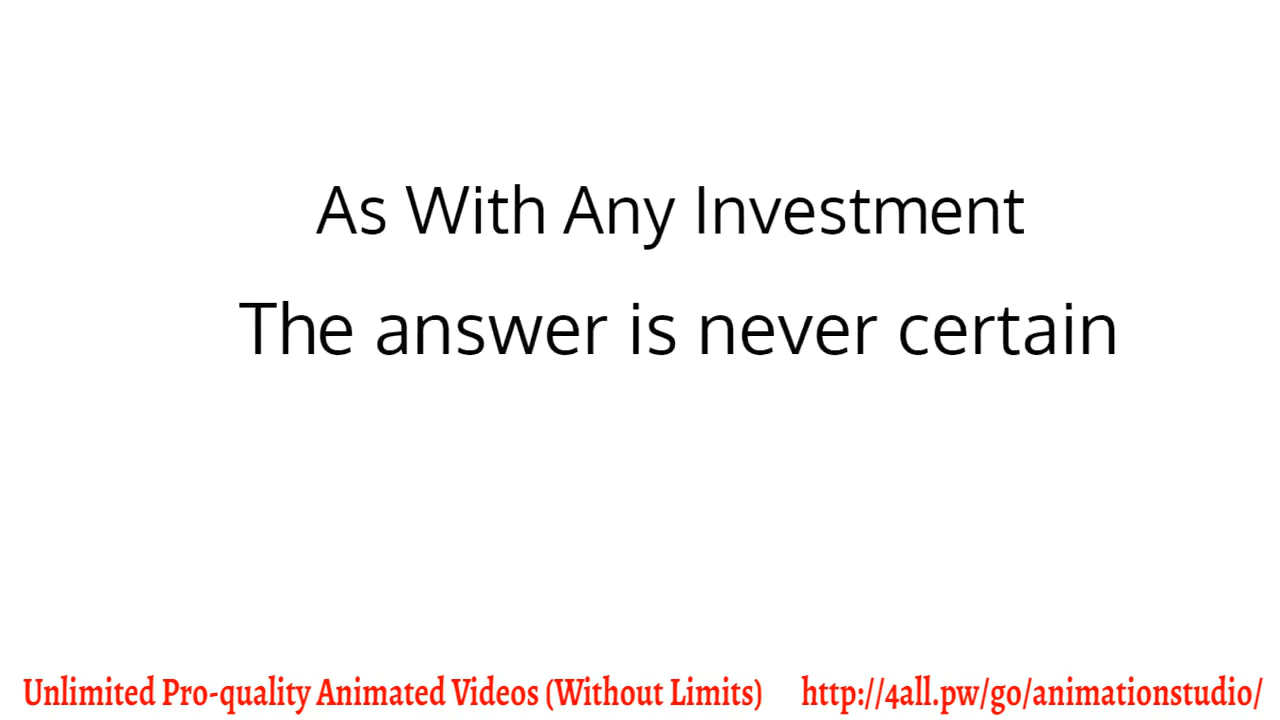 As With Any Investment
The answer is never certain
Unlimited Pro-quality Animated Videos (Without Limits) http://4all.pw/go/animationstudio/